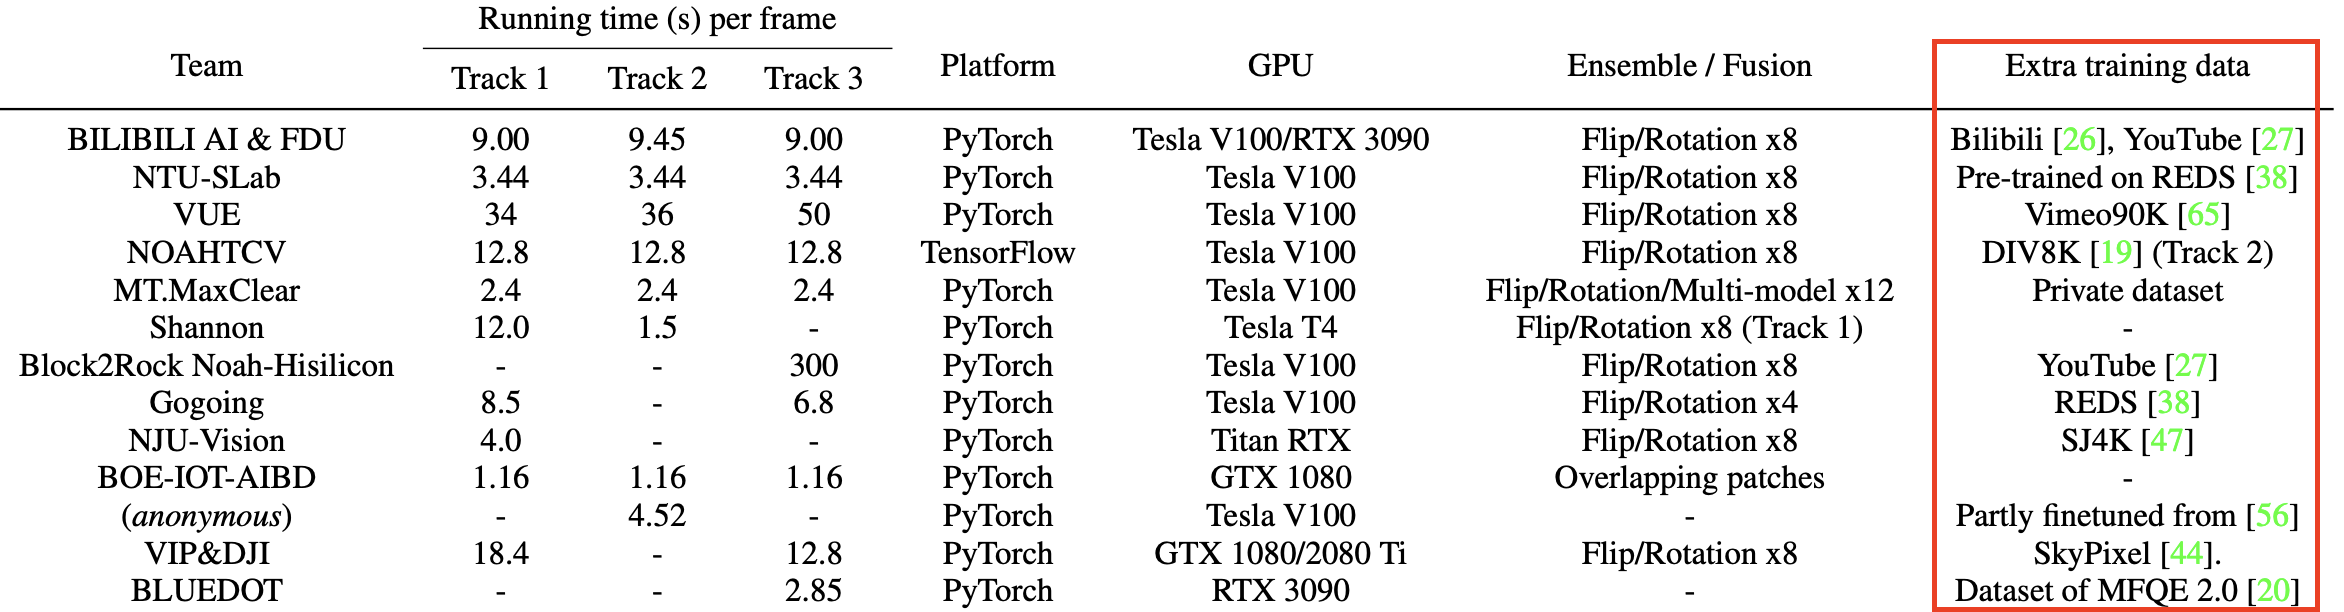 Running time (s) per frame
Team Track 1 Track 2 Track 3 Platform GPU Ensemble / Fusion Extra training data
BILIBILI AI & FDU 9.00 9.45 9.00 PyTorch Tesla V100/RTX 3090 Flip/Rotation x8 Bilibili [26], YouTube [27]
NTU-SLab 3.44 3.44 3.44 PyTorch Tesla V100 Flip/Rotation x8 Pre-trained on REDS [38]
VUE 34 36 50 PyTorch Tesla V100 Flip/Rotation x8 Vimeo90K [65]
NOAHTCV 12.8 12.8 12.8 TensorFlow Tesla V100 Flip/Rotation x8 DIV8K [19] (Track 2)
MT.MaxClear 2.4 2.4 2.4 PyTorch Tesla V100 Flip/Rotation/Multi-model x12 Private dataset
Shannon 12.0 1.5 - PyTorch Tesla T4 Flip/Rotation x8 (Track 1) -
Block2Rock Noah-Hisilicon - - 300 PyTorch Tesla V100 Flip/Rotation x8 YouTube [27]
Gogoing 8.5 - 6.8 PyTorch Tesla V100 Flip/Rotation x4 REDS [38]
NJU-Vision 4.0 - - PyTorch Titan RTX Flip/Rotation x8 SJ4K [47]
BOE-IOT-AIBD 1.16 1.16 1.16 PyTorch GTX 1080 Overlapping patches -
(anonymous) - 4.52 - PyTorch Tesla V100 - Partly finetuned from [56]
VIP&DJI 18.4 - 12.8 PyTorch GTX 1080/2080 Ti Flip/Rotation x8 SkyPixel [44].
BLUEDOT - - 2.85 PyTorch RTX 3090 - Dataset of MFQE 2.0 [20]